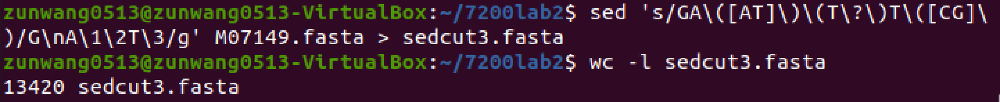 zunwang0513@zunwang0513-VirtualBox:~/7200lab2$ sed 's/GA\([AT]\)\(T\?\)T\([CG]\
)/G\nA\1\2T\3/g' M07149.fasta > sedcut3.fasta
zunwang0513@zunwang0513-VirtualBox:~/7200lab2$ wc -l sedcut3.fasta
13420 sedcut3.fasta